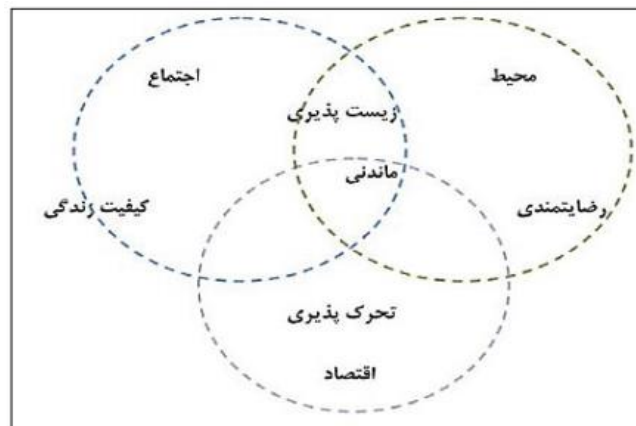 محیط
اجتماع
زیست پذیری
ماندنی
رضایتمندی
کیفیت زندگی
تحرک پذیری
اقتصاد